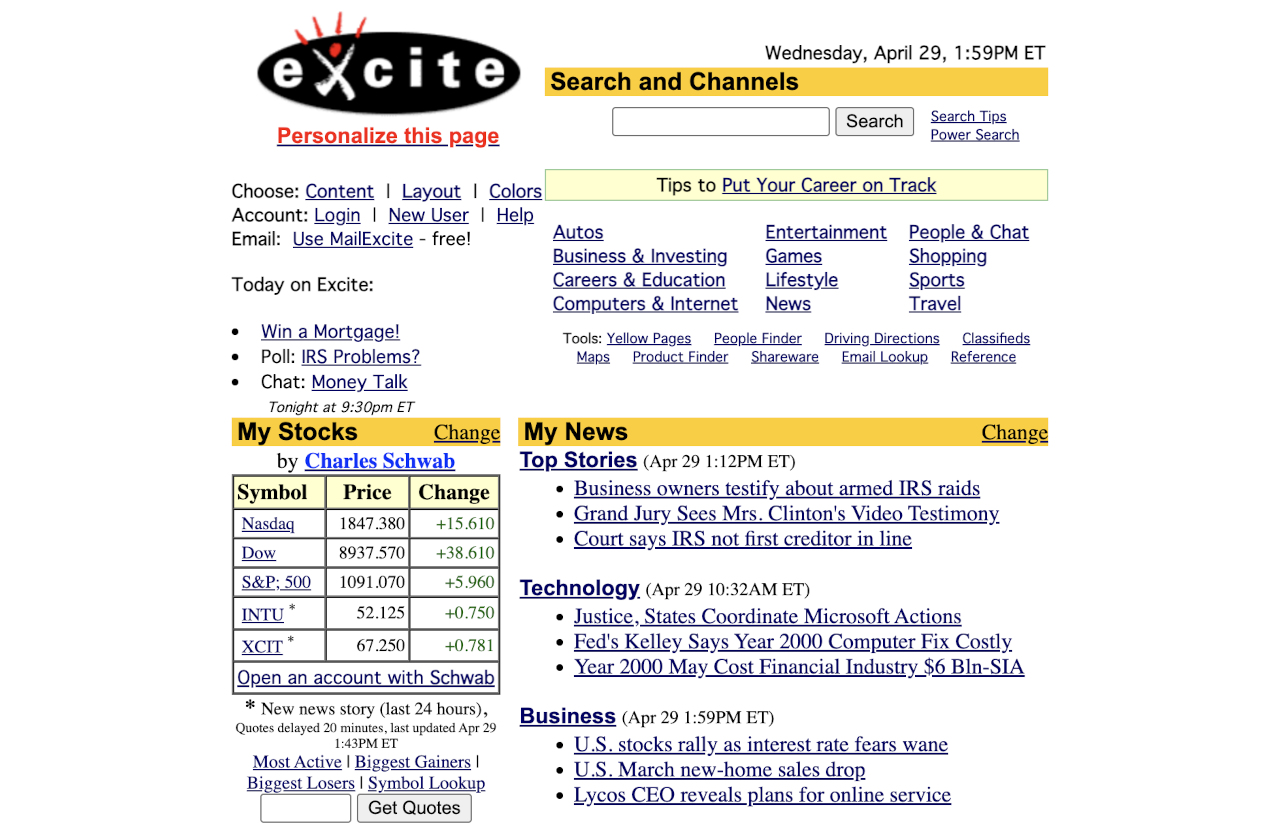 excite
Personalize this page
Wednesday, April 29, 1:59PM ET
Search and Channels
Search
Search Tips
Power Search
Choose: Content | Layout | Colors
Account: Login | New User | Help
Email: Use MailExcite - free!
Today on Excite:
• Win a Mortgage!
• Poll: IRS Problems?
• Chat: Money Talk
Tonight at 9:30pm ET
Tips to Put Your Career on Track
Autos Entertainment People & Chat
Business & Investing Games Shopping
Careers & Education Lifestyle Sports
Computers & Internet News Travel
Tools: Yellow Pages People Finder Driving Directions Classifieds
Maps Product Finder Shareware Email Lookup Reference
My Stocks Change
by Charles Schwab
Symbol Price Change
Nasdaq 1847.380 +15.610
Dow 8937.570 +38.610
S&P; 500 1091.070 +5.960
INTU * 52.125 +0.750
XCIT * 67.250 +0.781
Open an account with Schwab
* New news story (last 24 hours),
Quotes delayed 20 minutes, last updated Apr 29
1:43PM ET
Most Active | Biggest Gainers |
Biggest Losers | Symbol Lookup
Get Quotes
My News Change
Top Stories (Apr 29 1:12PM ET)
• Business owners testify about armed IRS raids
• Grand Jury Sees Mrs. Clinton's Video Testimony
• Court says IRS not first creditor in line
Technology (Apr 29 10:32AM ET)
• Justice, States Coordinate Microsoft Actions
• Fed's Kelley Says Year 2000 Computer Fix Costly
• Year 2000 May Cost Financial Industry $6 Bln-SIA
Business (Apr 29 1:59PM ET)
• U.S. stocks rally as interest rate fears wane
• U.S. March new-home sales drop
• Lycos CEO reveals plans for online service